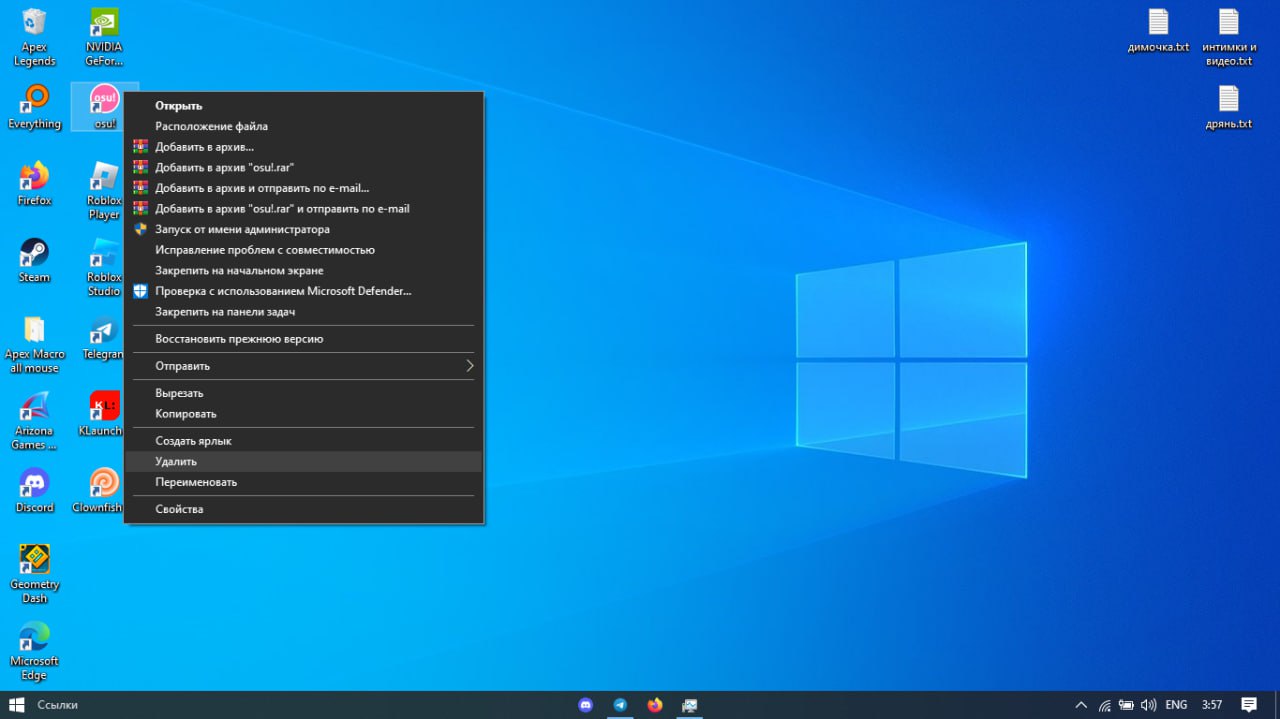 Apex
Legends
NVIDIA
GeFor...
Everything
osu!
osu!
Firefox
Roblox
Player
Steam
Roblox
Studio
Apex Macro
all mouse
Telegram
Arizona
Games ...
KL:
KLaunch
Discord
Clownfish
Geometry
Dash
Microsoft
Edge
Открыть
Расположение файла
Добавить в архив...
Добавить в архив "osu!.rar"
Добавить в архив и отправить по e-mail...
Добавить в архив "osu!.rar" и отправить по e-mail
Запуск от имени администратора
Исправление проблем с совместимостью
Закрепить на начальном экране
Проверка с использованием Microsoft Defender...
Закрепить на панели задач
Восстановить прежнюю версию
Отправить
Вырезать
Копировать
Создать ярлык
Удалить
Переименовать
Свойства
димочка.txt
интимки и
видео.txt
дрянь.txt
Ссылки
ENG
3:57